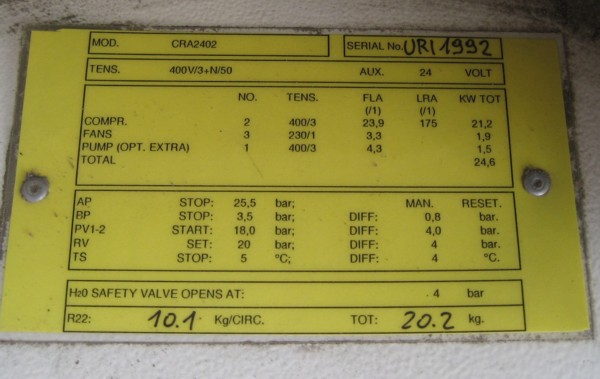 MOD. CRA2402 SERIAL No. URI1992
TENS. 400V/3+N/50 AUX. 24 VOLT
NO. TENS. FLA LRA KW TOT
(/1) (/1)
COMPR. 2 400/3 23,9 175 21,2
FANS 3 230/1 3,3 1,9
PUMP (OPT. EXTRA) 1 400/3 4,3 1,5
TOTAL 24,6
AP STOP: 25,5 bar; MAN. RESET.
BP STOP: 3,5 bar; DIFF: 0,8 bar.
PV1-2 START: 18,0 bar; DIFF: 4,0 bar.
RV SET: 20 bar; DIFF: 4 bar.
TS STOP: 5 °C; DIFF: 4 °C.
H20 SAFETY VALVE OPENS AT: 4 bar
R22: 10.1 Kg/CIRC. TOT: 20.2 kg.